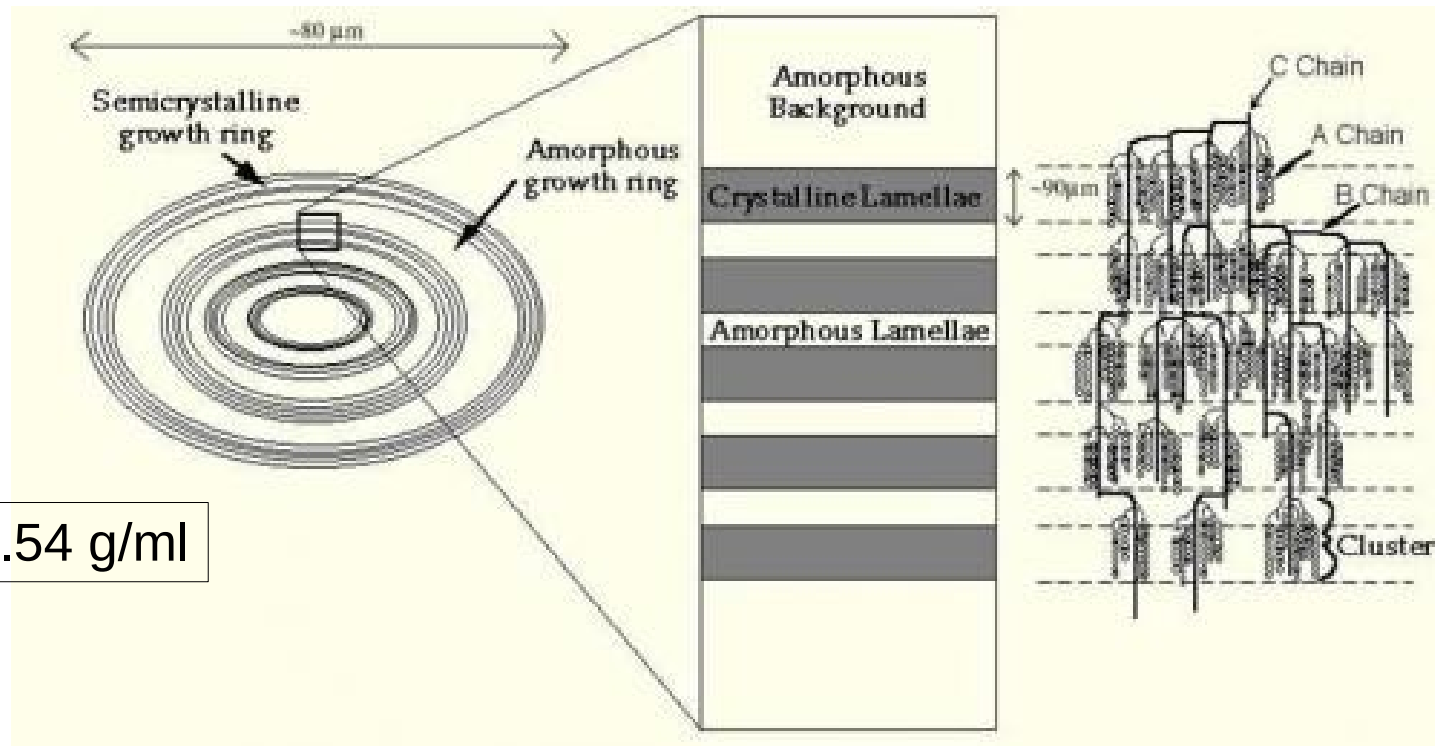 ~80 µm
Semicrystalline
growth ring
Amorphous
growth ring
.54 g/ml
Amorphous
Background
Crystalline Lamellae
~90µm
Amorphous Lamellae
C Chain
A Chain
B Chain
Cluster